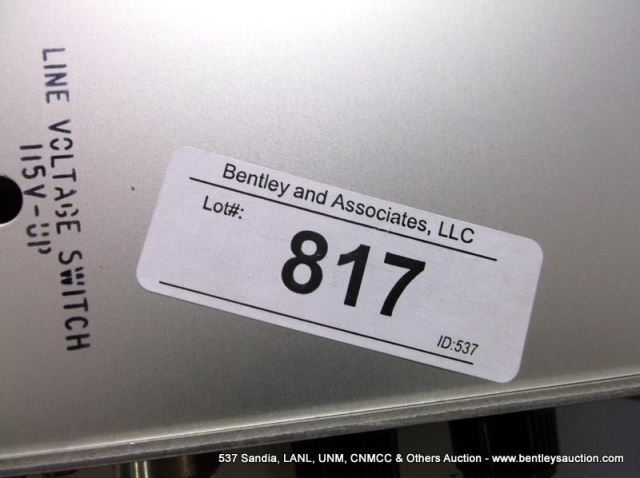 LINE VOLTAGE SWITCH
115V-UP
Bentley and Associates, LLC
Lot#:
817
ID:537
537 Sandia, LANL, UNM, CNMCC & Others Auction - www.bentleysauction.com